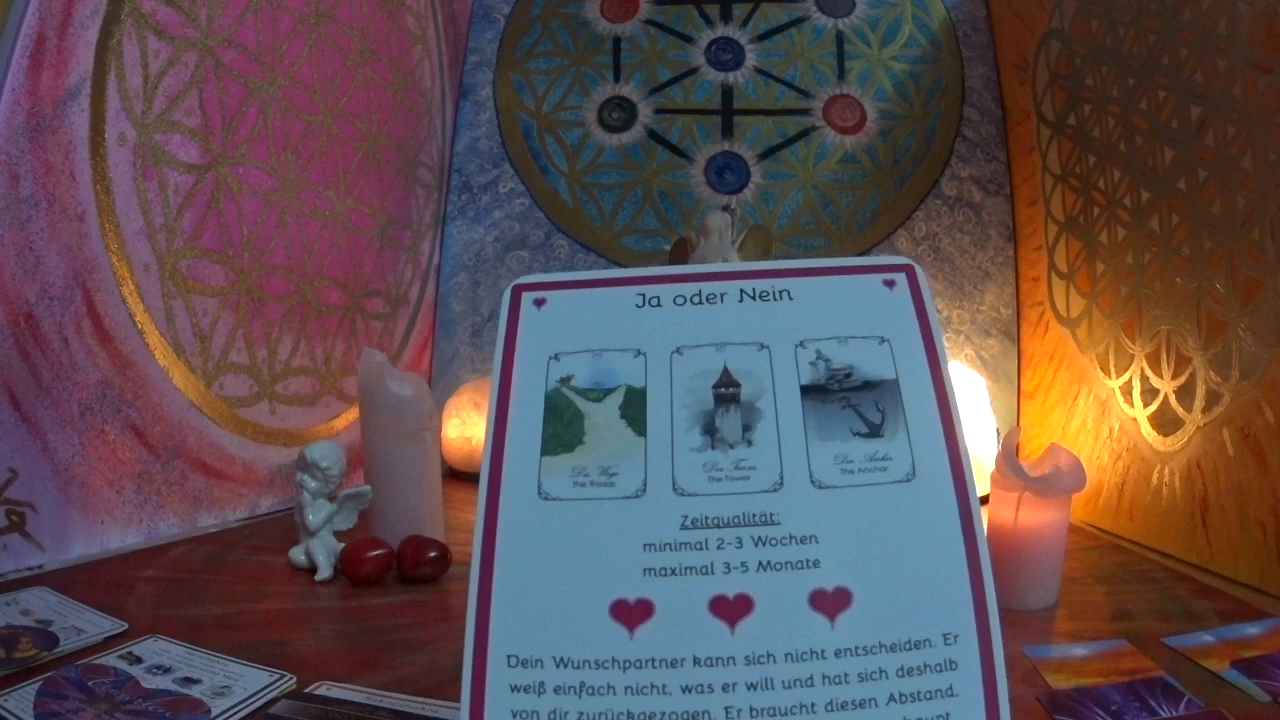 Ja oder Nein
Die Wege
The Roads
Der Turm
The Tower
Der Anker
The Anchor
Zeitqualität:
minimal 2-3 Wochen
maximal 3-5 Monate
Dein Wunschpartner kann sich nicht entscheiden. Er
weiß einfach nicht, was er will und hat sich deshalb
von dir zurückgezogen. Er braucht diesen Abstand,